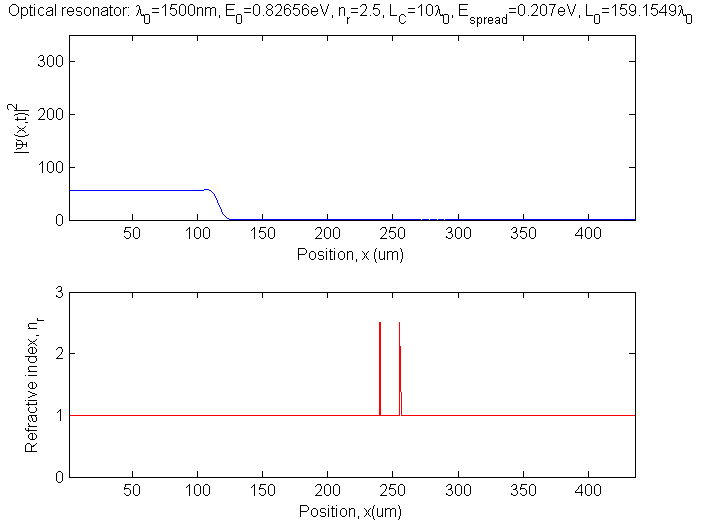 Optical resonator: λ0=1500nm, E0=0.82656eV, nr=2.5, LC=10λ0, Espread=0.207eV, L0=159.1549λ0
|Ψ(x,t)|2
300
200
100
0
50 100 150 200 250 300 350 400
Position, x (um)
Refractive index, nr
3
2
1
0
50 100 150 200 250 300 350 400
Position, x(um)